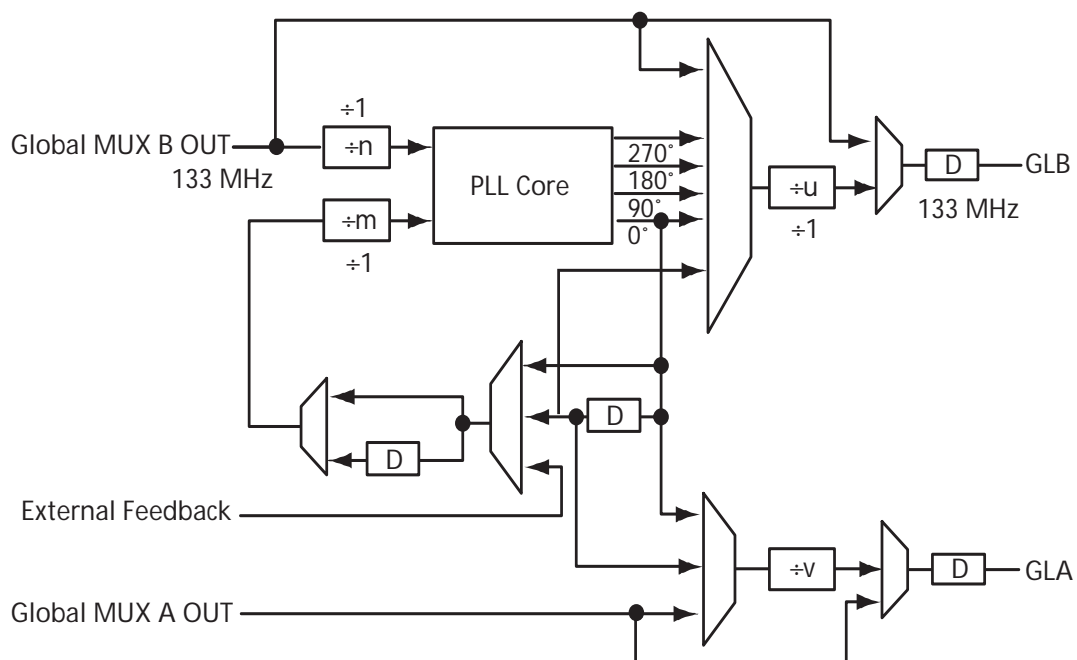 ÷1
Global MUX B OUT
÷n
133 MHz
PLL Core
270°
180°
90°
0°
÷u
÷1
D
GLB
133 MHz
÷m
÷1
D
D
External Feedback
÷v
D
GLA
Global MUX A OUT